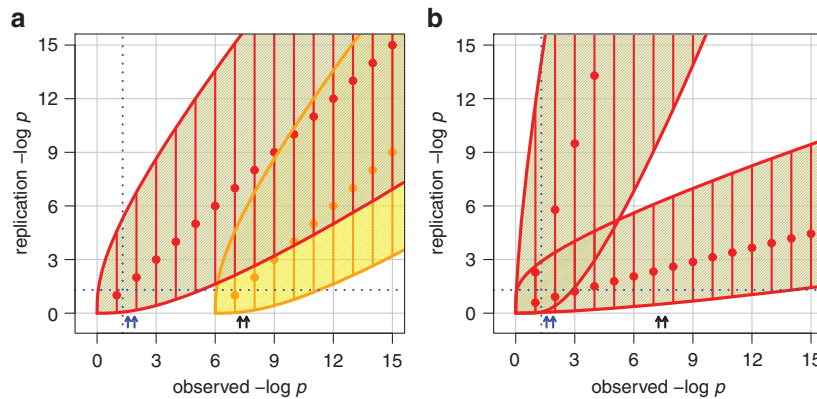 a
15
12
9
6
3
0
replication –log p
0 3 6 9 12 15
observed –log p
b
15
12
9
6
3
0
replication –log p
0 3 6 9 12 15
observed –log p